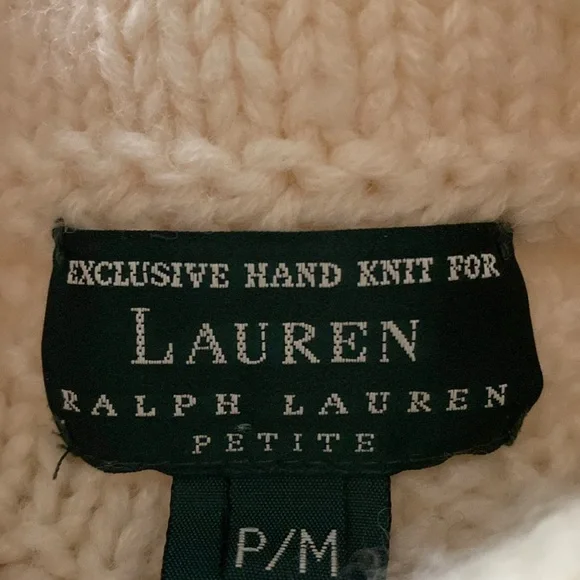 EXCLUSIVE HAND KNIT FOR
LAUREN
RALPH LAUREN
PETITE
P/M